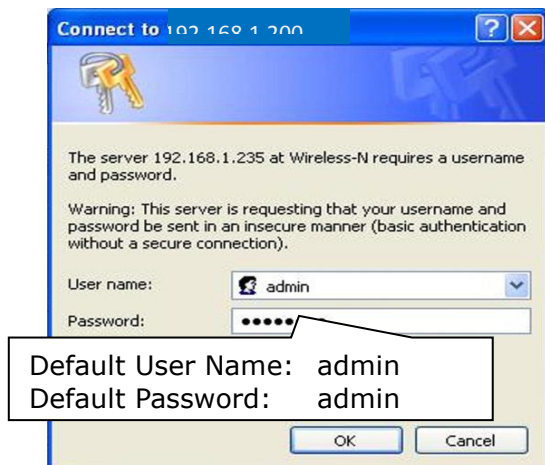 Connect to 192.168.1.200
The server 192.168.1.235 at Wireless-N requires a username
and password.
Warning: This server is requesting that your username and
password be sent in an insecure manner (basic authentication
without a secure connection).
User name: admin
Password: ••••••••
Default User Name: admin
Default Password: admin
OK Cancel